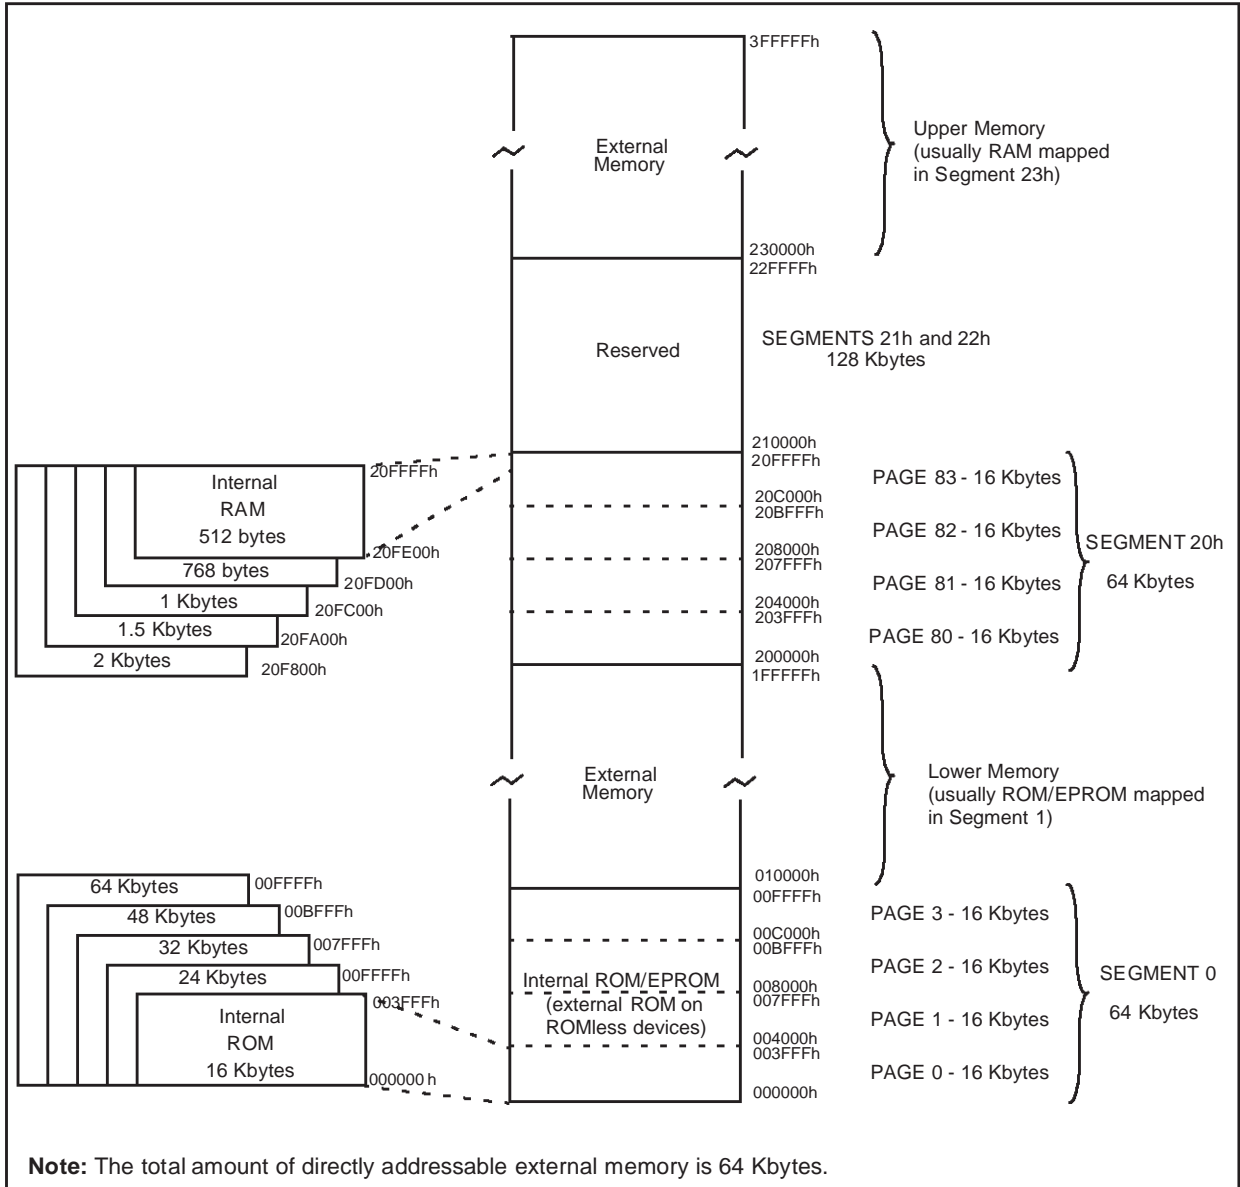 3FFFFFh
External
Memory
Upper Memory
(usually RAM mapped
in Segment 23h)
230000h
22FFFFh
Reserved
SEGMENTS 21h and 22h
128 Kbytes
210000h
20FFFFh
PAGE 83 - 16 Kbytes
20C000h
20BFFFh
PAGE 82 - 16 Kbytes
208000h
207FFFh
PAGE 81 - 16 Kbytes
204000h
203FFFh
PAGE 80 - 16 Kbytes
200000h
1FFFFFh
SEGMENT 20h
64 Kbytes
Internal
RAM
512 bytes
20FFFFh
20FE00h
768 bytes
20FD00h
1 Kbytes
20FC00h
1.5 Kbytes
20FA00h
2 Kbytes
20F800h
External
Memory
Lower Memory
(usually ROM/EPROM mapped
in Segment 1)
010000h
00FFFFh
PAGE 3 - 16 Kbytes
00C000h
00BFFFh
PAGE 2 - 16 Kbytes
Internal ROM/EPROM
(external ROM on
ROMless devices)
008000h
007FFFh
PAGE 1 - 16 Kbytes
004000h
003FFFh
PAGE 0 - 16 Kbytes
000000h
SEGMENT 0
64 Kbytes
64 Kbytes
00FFFFh
48 Kbytes
00BFFFh
32 Kbytes
007FFFh
24 Kbytes
00FFFFh
003FFFh
Internal
ROM
16 Kbytes
000000 h
Note: The total amount of directly addressable external memory is 64 Kbytes.